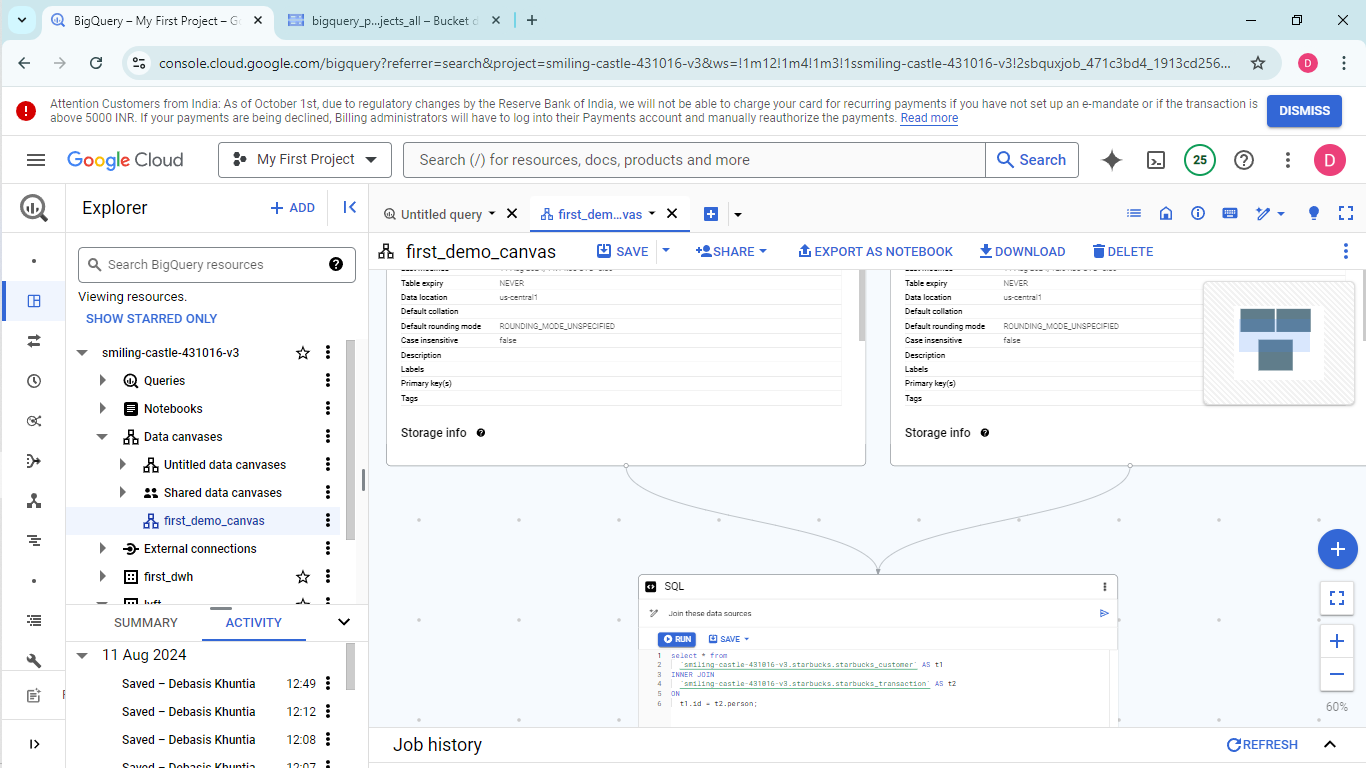 BigQuery – My First Project – Go
bigquery_p...jects_all – Bucket d
console.cloud.google.com/bigquery?referrer=search&project=smiling-castle-431016-v3&ws=!1m12!1m4!1m3!1ssmiling-castle-431016-v3!2sbquxjob_471c3bd4_1913cd256...
D
Attention Customers from India: As of October 1st, due to regulatory changes by the Reserve Bank of India, we will not be able to charge your card for recurring payments if you have not set up an e-mandate or if the transaction is
above 5000 INR. If your payments are being declined, Billing administrators will have to log into their Payments account and manually reauthorize the payments. Read more
DISMISS
Google Cloud
My First Project
Search (/) for resources, docs, products and more
Search
25
D
Explorer
+ ADD
Untitled query
first_dem...vas
Search BigQuery resources
Viewing resources.
SHOW STARRED ONLY
smiling-castle-431016-v3
Queries
Notebooks
Data canvases
Untitled data canvases
Shared data canvases
first_demo_canvas
External connections
first_dwh
SUMMARY
ACTIVITY
11 Aug 2024
Saved – Debasis Khuntia 12:49
Saved – Debasis Khuntia 12:12
Saved – Debasis Khuntia 12:08
Saved – Debasis Khuntia 12:07
first_demo_canvas
SAVE
SHARE
EXPORT AS NOTEBOOK
DOWNLOAD
DELETE
Table expiry NEVER
Data location us-central1
Default collation
Default rounding mode ROUNDING_MODE_UNSPECIFIED
Case insensitive false
Description
Labels
Primary key(s)
Tags
Storage info
Table expiry NEVER
Data location us-central1
Default collation
Default rounding mode ROUNDING_MODE_UNSPECIFIED
Case insensitive false
Description
Labels
Primary key(s)
Tags
Storage info
SQL
Join these data sources
RUN
SAVE
1 select * from
2 `smiling-castle-431016-v3.starbucks.starbucks_customer` AS t1
3 INNER JOIN
4 `smiling-castle-431016-v3.starbucks.starbucks_transaction` AS t2
5 ON
6 t1.id = t2.person;
60%
Job history
REFRESH